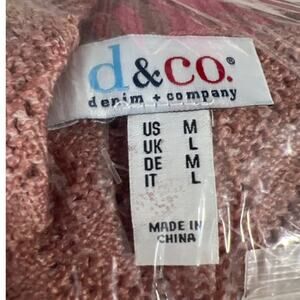 d&co.®
denim + company
US M
UK L
DE M
IT L
MADE IN
CHINA